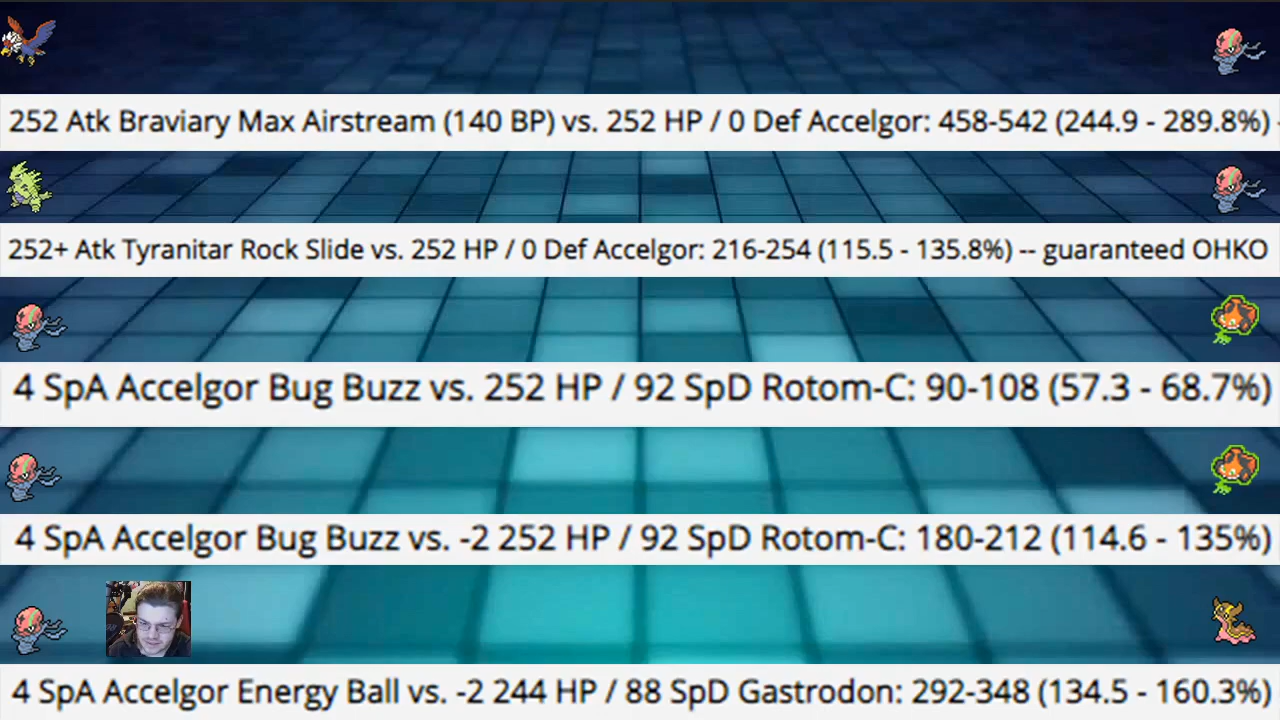 252 Atk Braviary Max Airstream (140 BP) vs. 252 HP / 0 Def Accelgor: 458-542 (244.9 - 289.8%) -
252+ Atk Tyranitar Rock Slide vs. 252 HP / 0 Def Accelgor: 216-254 (115.5 - 135.8%) -- guaranteed OHKO
4 SpA Accelgor Bug Buzz vs. 252 HP / 92 SpD Rotom-C: 90-108 (57.3 - 68.7%)
4 SpA Accelgor Bug Buzz vs. -2 252 HP / 92 SpD Rotom-C: 180-212 (114.6 - 135%)
4 SpA Accelgor Energy Ball vs. -2 244 HP / 88 SpD Gastrodon: 292-348 (134.5 - 160.3%)